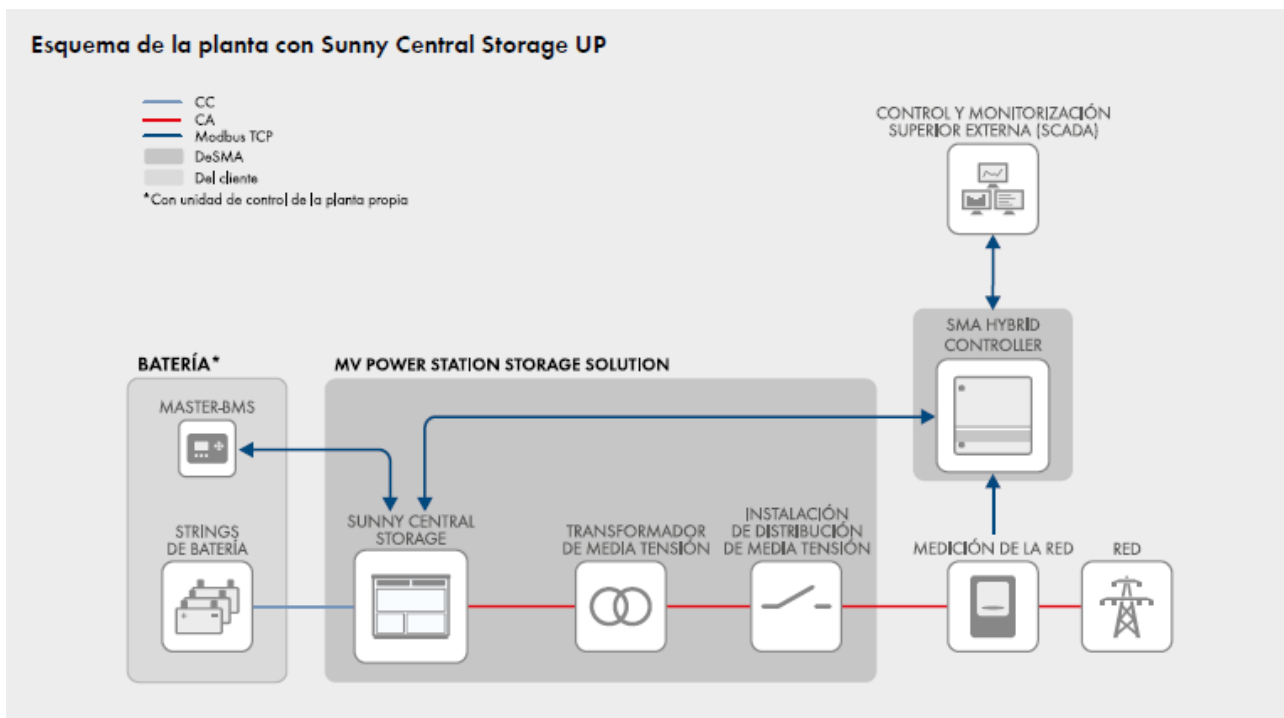 Esquema de la planta con Sunny Central Storage UP
CC
CA
Modbus TCP
DeSMA
Del cliente
*Con unidad de control de la planta propia
CONTROL Y MONITORIZACIÓN
SUPERIOR EXTERNA (SCADA)
SMA HYBRID
CONTROLLER
BATERÍA*
MV POWER STATION STORAGE SOLUTION
MASTER-BMS
STRINGS
DE BATERÍA
SUNNY CENTRAL
STORAGE
TRANSFORMADOR
DE MEDIA TENSIÓN
INSTALACIÓN
DE DISTRIBUCIÓN
DE MEDIA TENSIÓN
MEDICIÓN DE LA RED
RED